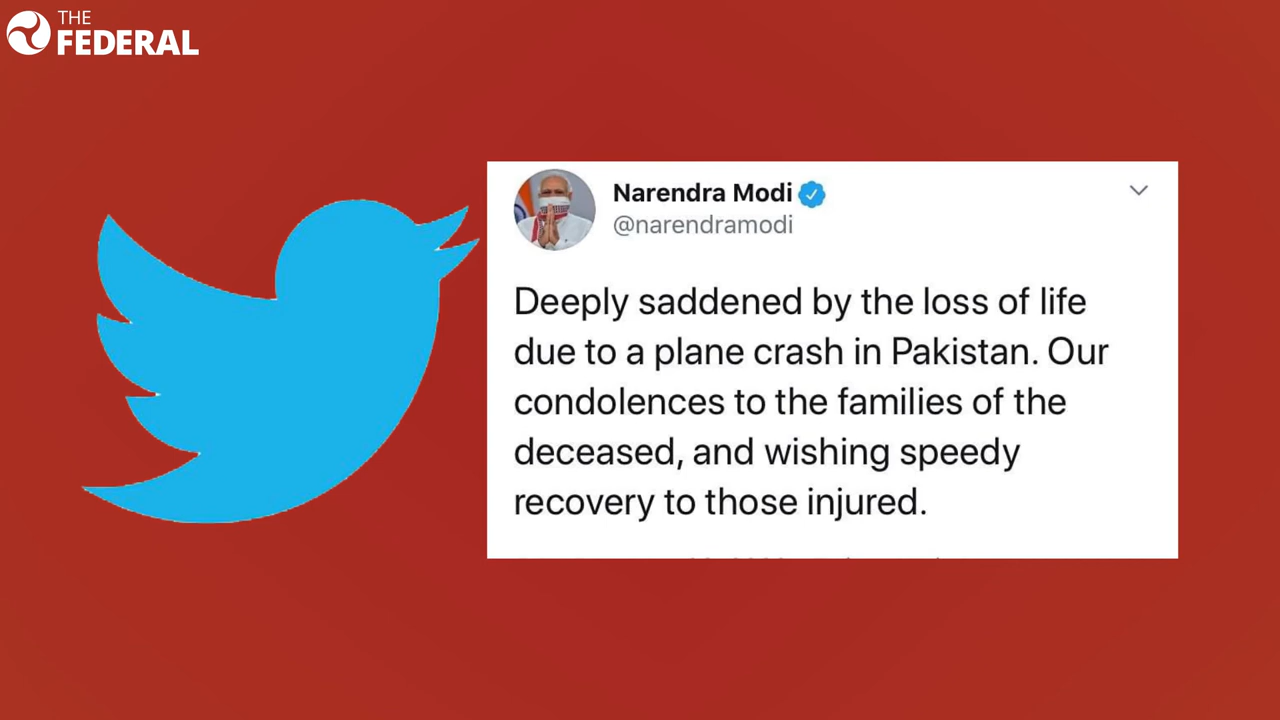 THE
FEDERAL
Narendra Modi
@narendramodi
Deeply saddened by the loss of life
due to a plane crash in Pakistan. Our
condolences to the families of the
deceased, and wishing speedy
recovery to those injured.